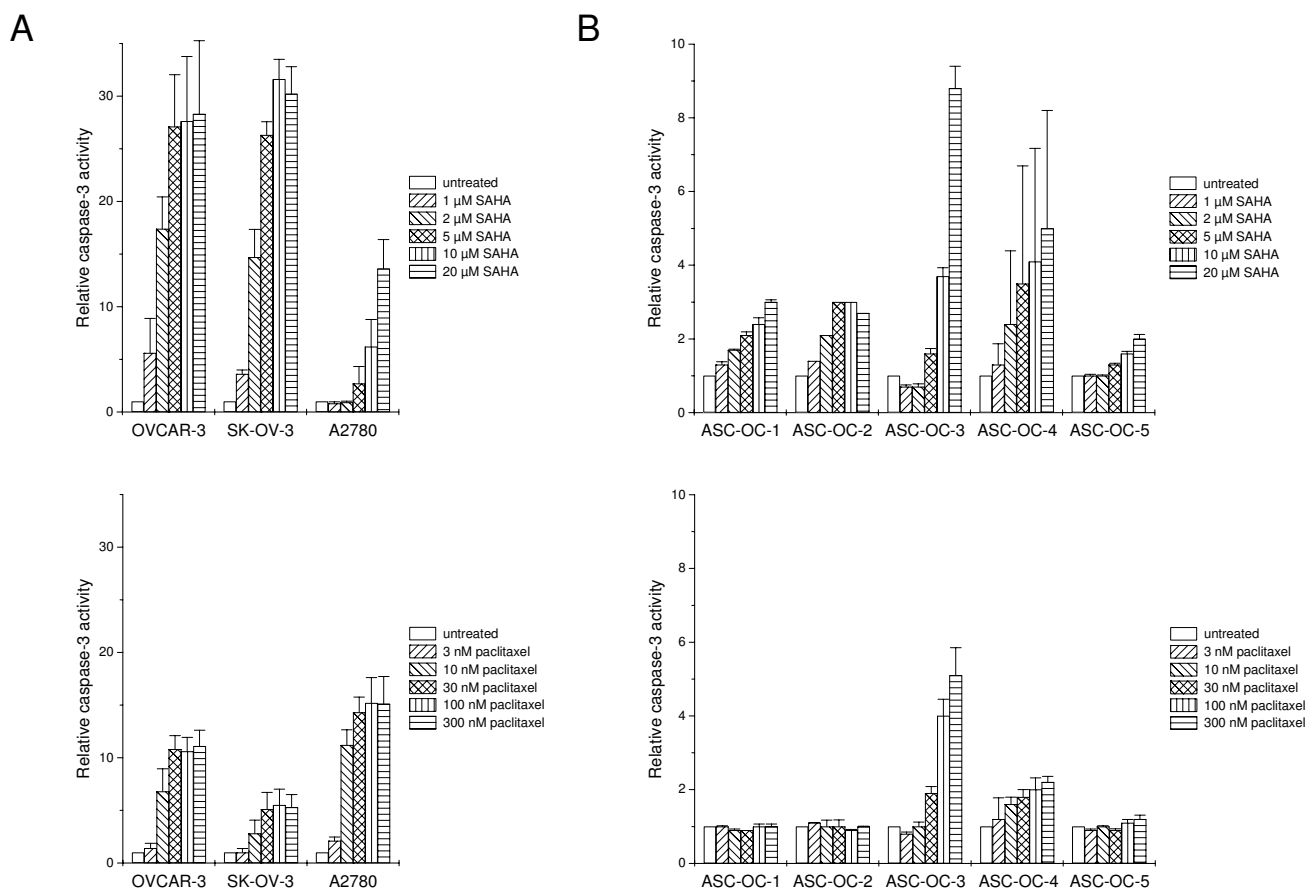 A
B
Relative caspase-3 activity
30
20
10
0
OVCAR-3
SK-OV-3
A2780
untreated
1 µM SAHA
2 µM SAHA
5 µM SAHA
10 µM SAHA
20 µM SAHA
Relative caspase-3 activity
10
8
6
4
2
0
ASC-OC-1
ASC-OC-2
ASC-OC-3
ASC-OC-4
ASC-OC-5
untreated
1 µM SAHA
2 µM SAHA
5 µM SAHA
10 µM SAHA
20 µM SAHA
Relative caspase-3 activity
30
20
10
0
OVCAR-3
SK-OV-3
A2780
untreated
3 nM paclitaxel
10 nM paclitaxel
30 nM paclitaxel
100 nM paclitaxel
300 nM paclitaxel
Relative caspase-3 activity
10
8
6
4
2
0
ASC-OC-1
ASC-OC-2
ASC-OC-3
ASC-OC-4
ASC-OC-5
untreated
3 nM paclitaxel
10 nM paclitaxel
30 nM paclitaxel
100 nM paclitaxel
300 nM paclitaxel